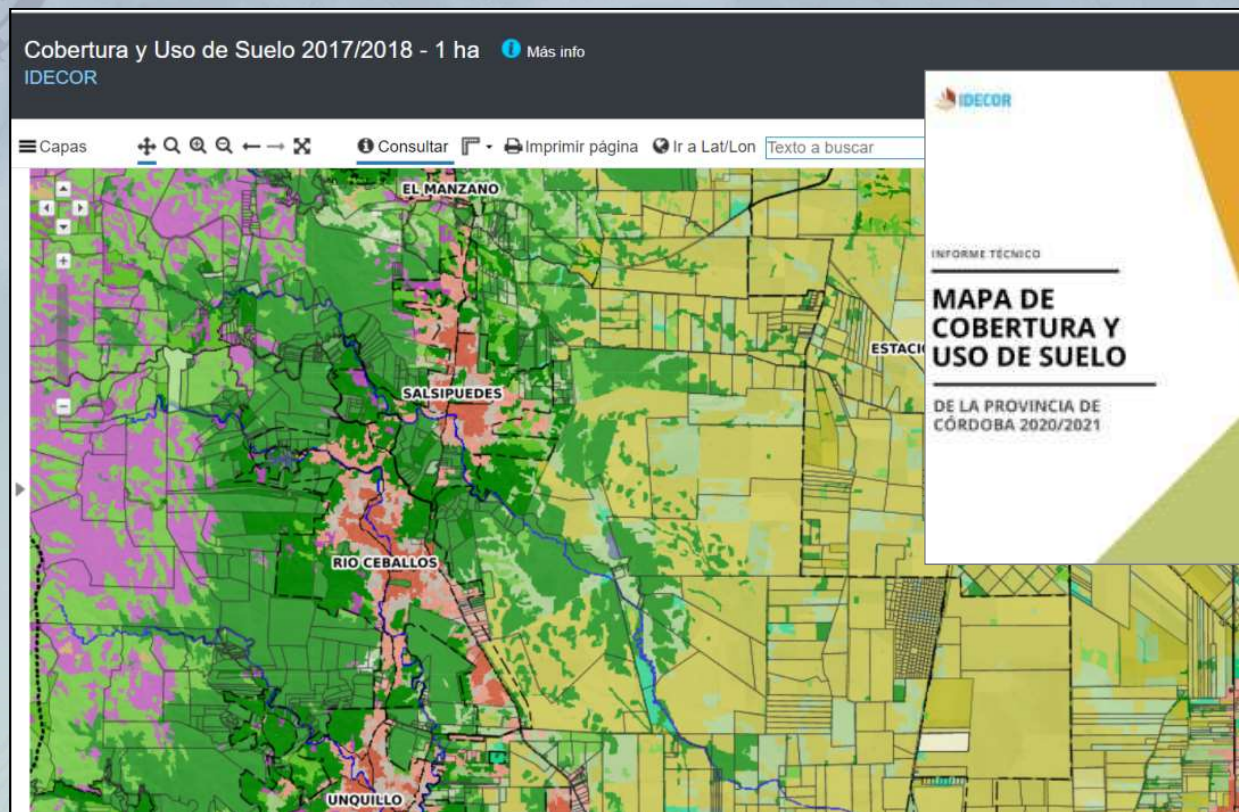 Cobertura y Uso de Suelo 2017/2018 - 1 ha Más info
IDECOR
Capas Consultar Imprimir página Ir a Lat/Lon Texto a buscar
EL MANZANO
SALSIPUEDES
RIO CEBALLOS
UNQUILLO
IDECOR
INFORME TÉCNICO
MAPA DE
COBERTURA Y
USO DE SUELO
DE LA PROVINCIA DE
CÓRDOBA 2020/2021